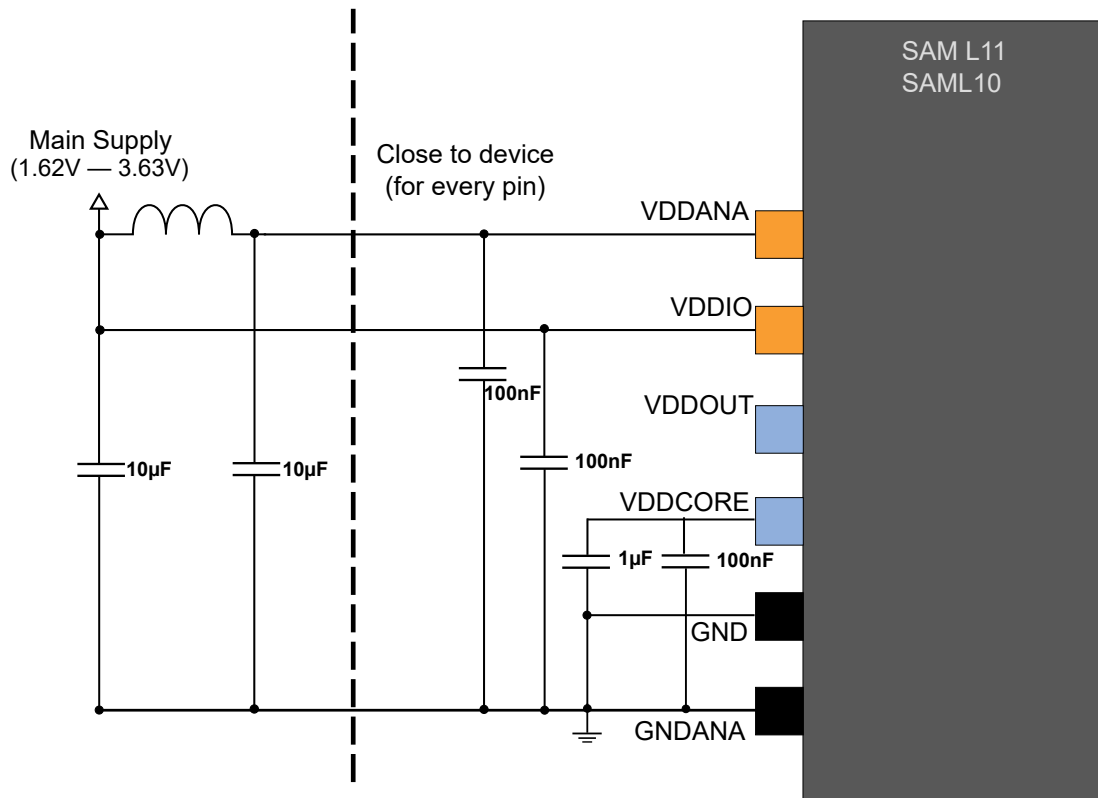 SAM L11
SAML10
Main Supply
(1.62V — 3.63V)
Close to device
(for every pin)
VDDANA
VDDIO
100nF
VDDOUT
10µF
10µF
100nF
VDDCORE
1µF
100nF
GND
GNDANA